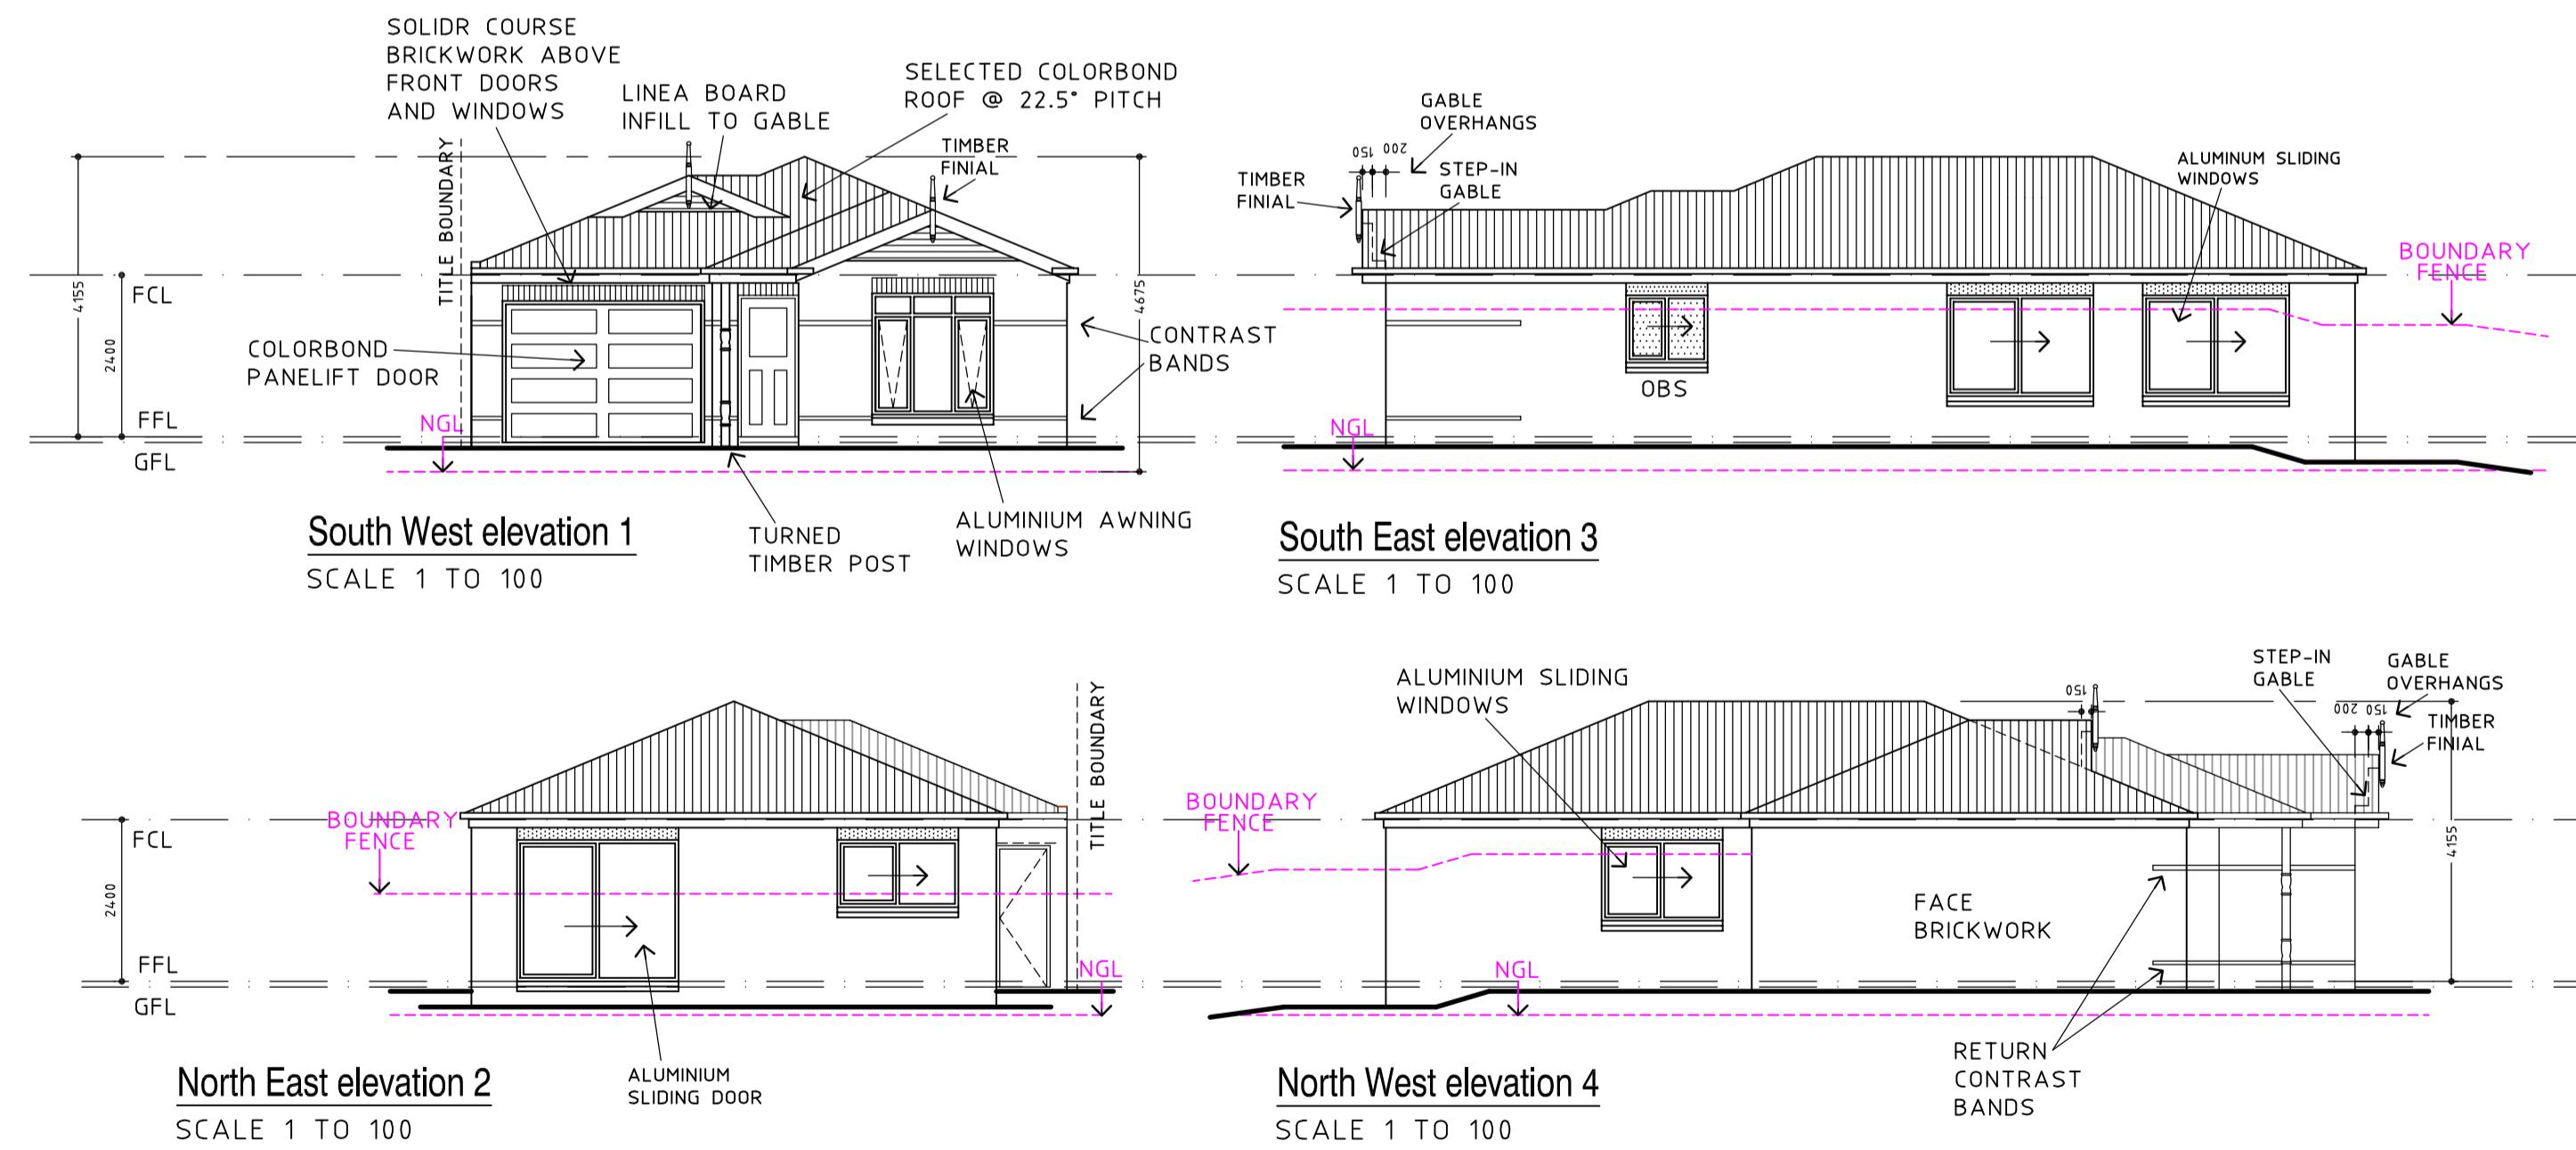 SOLIDR COURSE
BRICKWORK ABOVE
FRONT DOORS
AND WINDOWS
LINEA BOARD
INFILL TO GABLE
SELECTED COLORBOND
ROOF @ 22.5° PITCH
TIMBER
FINIAL
TITLE BOUNDARY
4155
2400
FCL
FFL
GFL
COLORBOND
PANELIFT DOOR
NGL
4675
CONTRAST
BANDS
TURNED
TIMBER POST
ALUMINIUM AWNING
WINDOWS
South West elevation 1
SCALE 1 TO 100
GABLE
OVERHANGS
150 200
STEP-IN
GABLE
TIMBER
FINIAL
ALUMINUM SLIDING
WINDOWS
BOUNDARY
FENCE
OBS
NGL
South East elevation 3
SCALE 1 TO 100
TITLE BOUNDARY
BOUNDARY
FENCE
FCL
2400
FFL
GFL
NGL
ALUMINIUM
SLIDING DOOR
North East elevation 2
SCALE 1 TO 100
ALUMINIUM SLIDING
WINDOWS
150
STEP-IN
GABLE
GABLE
OVERHANGS
200 150
TIMBER
FINIAL
BOUNDARY
FENCE
4155
FACE
BRICKWORK
NGL
RETURN
CONTRAST
BANDS
North West elevation 4
SCALE 1 TO 100